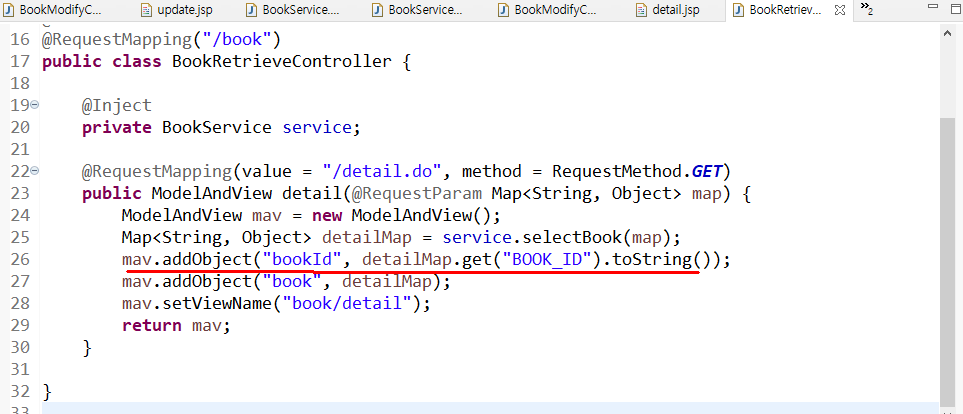 BookModifyC... update.jsp BookService.... BookService... BookModifyC... detail.jsp BookRetriev... »2
16 @RequestMapping("/book")
17 public class BookRetrieveController {
18
19 @Inject
20 private BookService service;
21
22 @RequestMapping(value = "/detail.do", method = RequestMethod.GET)
23 public ModelAndView detail(@RequestParam Map<String, Object> map) {
24 ModelAndView mav = new ModelAndView();
25 Map<String, Object> detailMap = service.selectBook(map);
26 mav.addObject("bookId", detailMap.get("BOOK_ID").toString());
27 mav.addObject("book", detailMap);
28 mav.setViewName("book/detail");
29 return mav;
30 }
31
32 }
33